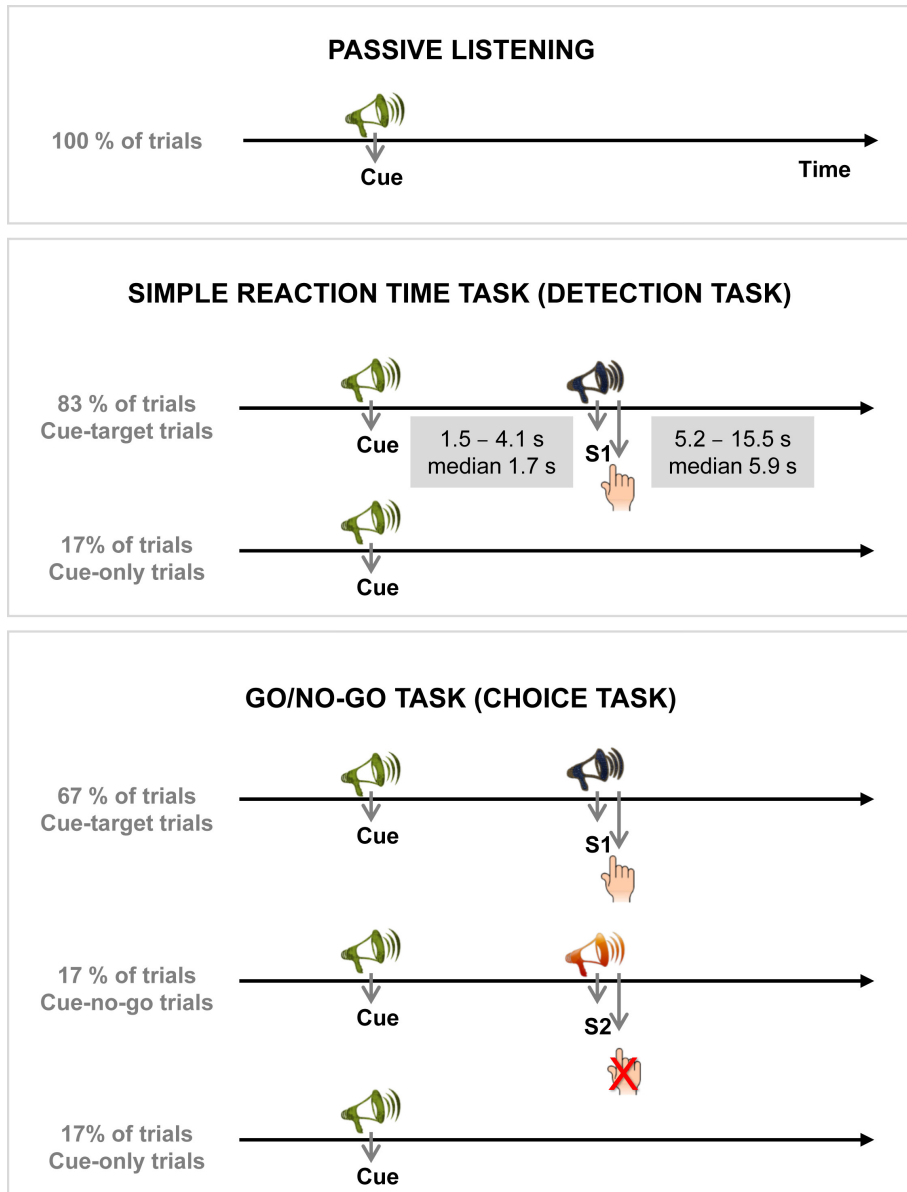 PASSIVE LISTENING
100 % of trials
Cue
Time
SIMPLE REACTION TIME TASK (DETECTION TASK)
83 % of trials
Cue-target trials
Cue
1.5 – 4.1 s
median 1.7 s
S1
5.2 – 15.5 s
median 5.9 s
17% of trials
Cue-only trials
Cue
GO/NO-GO TASK (CHOICE TASK)
67 % of trials
Cue-target trials
Cue
S1
17 % of trials
Cue-no-go trials
Cue
S2
X
17% of trials
Cue-only trials
Cue